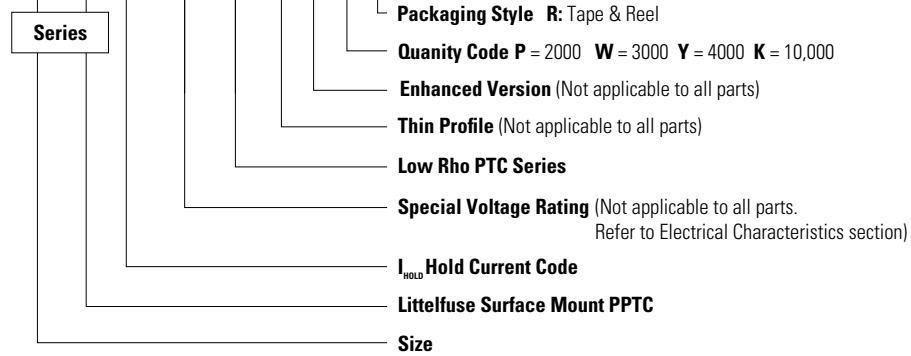 Packaging Style R: Tape & Reel
Series
Quanity Code P = 2000 W = 3000 Y = 4000 K = 10,000
Enhanced Version (Not applicable to all parts)
Thin Profile (Not applicable to all parts)
Low Rho PTC Series
Special Voltage Rating (Not applicable to all parts.
Refer to Electrical Characteristics section)
IHOLD Hold Current Code
Littelfuse Surface Mount PPTC
Size